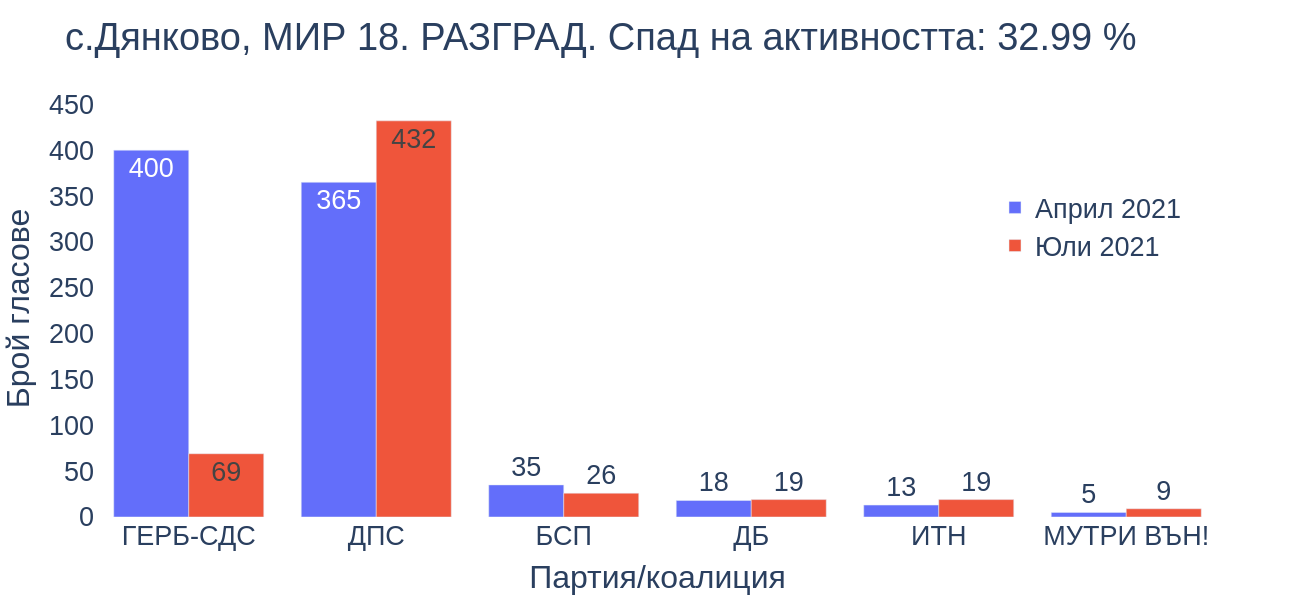 с.Дянково, МИР 18. РАЗГРАД. Спад на активността: 32.99 %
450
400
350
300
250
200
150
100
50
0
Брой гласове
400
69
365
432
35
26
18
19
13
19
5
9
Април 2021
Юли 2021
ГЕРБ-СДС
ДПС
БСП
ДБ
ИТН
МУТРИ ВЪН!
Партия/коалиция